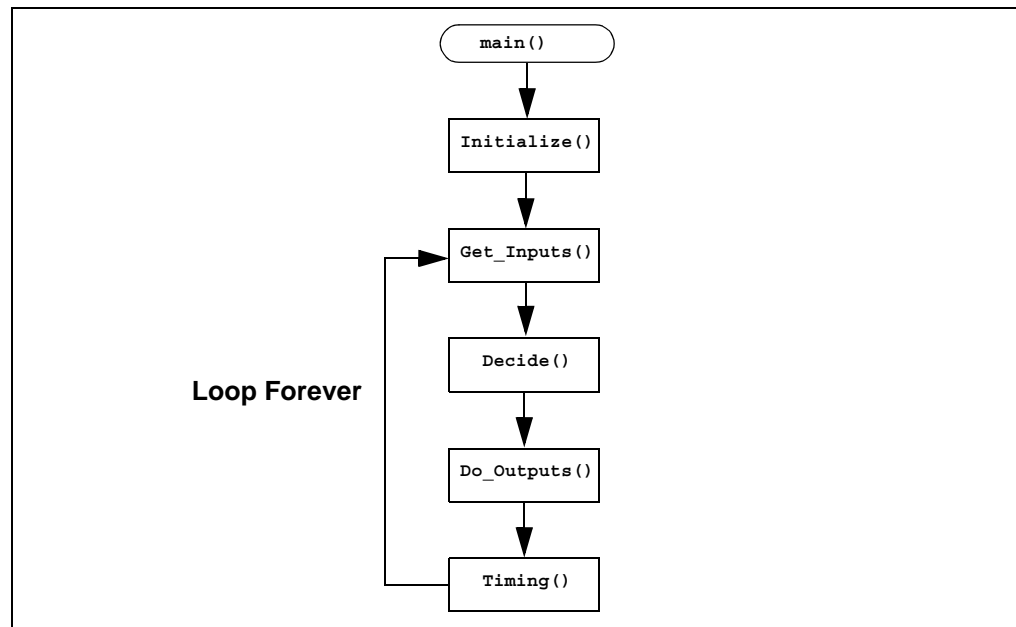 main()
Initialize()
Get_Inputs()
Decide()
Loop Forever
Do_Outputs()
Timing()